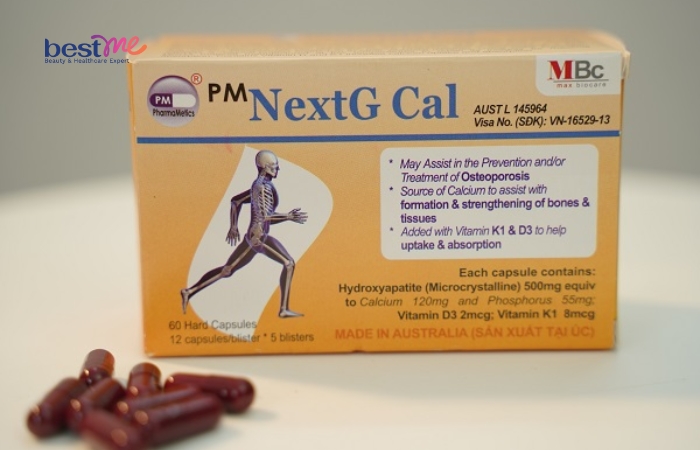 bestme
Beauty & Healthcare Expert
PM
PharmaMetics
®
PM NextG Cal
MBc
max biocare
AUST L 145964
Visa No. (SĐK): VN-16529-13
* May Assist in the Prevention and/or
Treatment of Osteoporosis
* Source of Calcium to assist with
formation & strengthening of bones &
tissues
* Added with Vitamin K1 & D3 to help
uptake & absorption
Each capsule contains:
Hydroxyapatite (Microcrystalline) 500mg equiv
to Calcium 120mg and Phosphorus 55mg;
Vitamin D3 2mcg; Vitamin K1 8mcg
60 Hard Capsules
12 capsules/blister * 5 blisters
MADE IN AUSTRALIA (SẢN XUẤT TẠI ÚC)